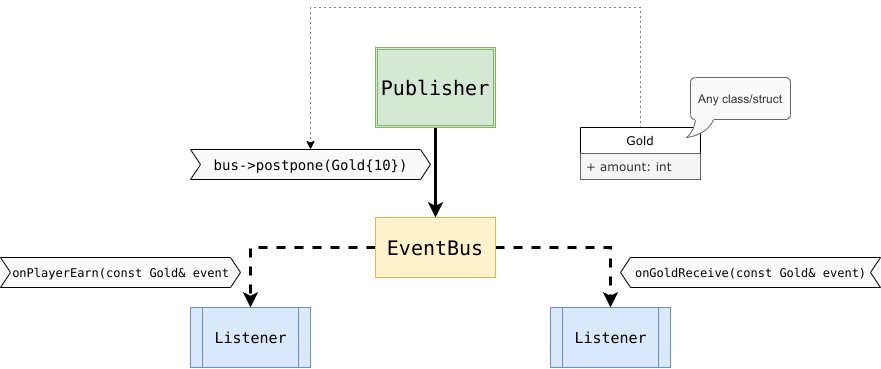 Publisher
Any class/struct
Gold
+ amount: int
bus->postpone(Gold{10})
EventBus
onPlayerEarn(const Gold& event
onGoldReceive(const Gold& event)
Listener
Listener